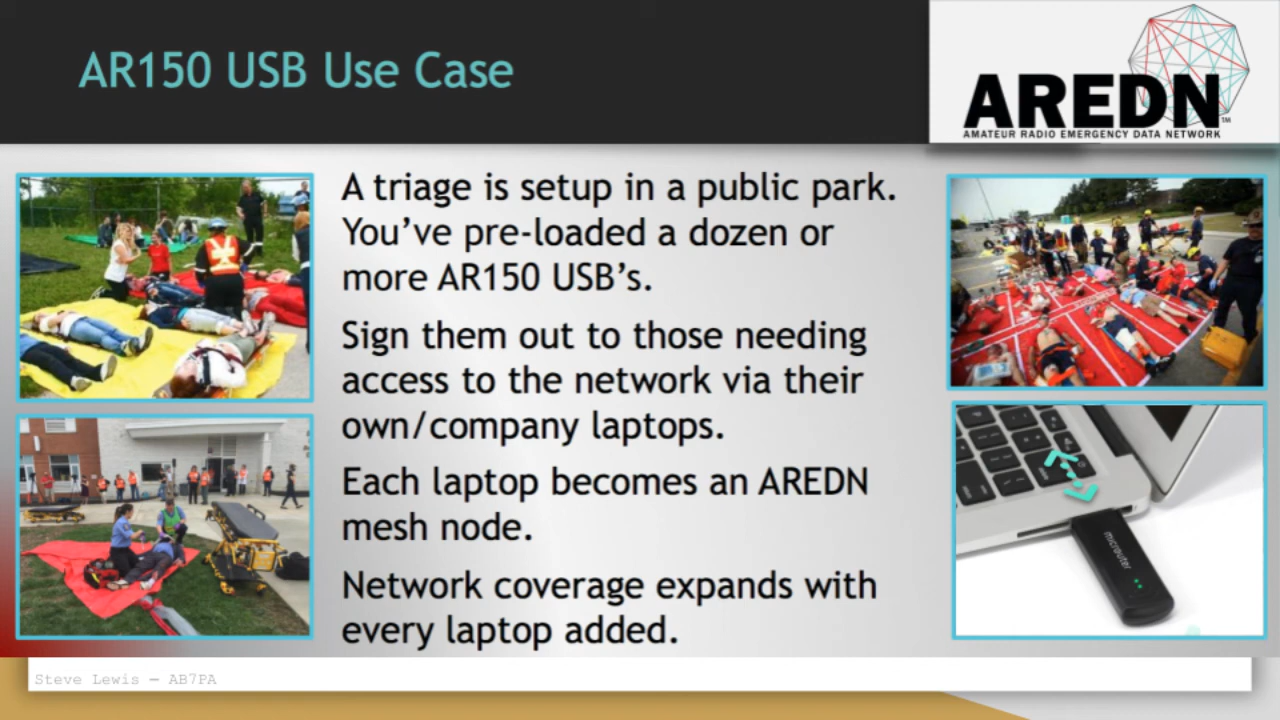 AR150 USB Use Case
AREDN
TM
AMATEUR RADIO EMERGENCY DATA NETWORK
A triage is setup in a public park.
You’ve pre-loaded a dozen or
more AR150 USB’s.
Sign them out to those needing
access to the network via their
own/company laptops.
Each laptop becomes an AREDN
mesh node.
Network coverage expands with
every laptop added.
microuter
Steve Lewis – AB7PA